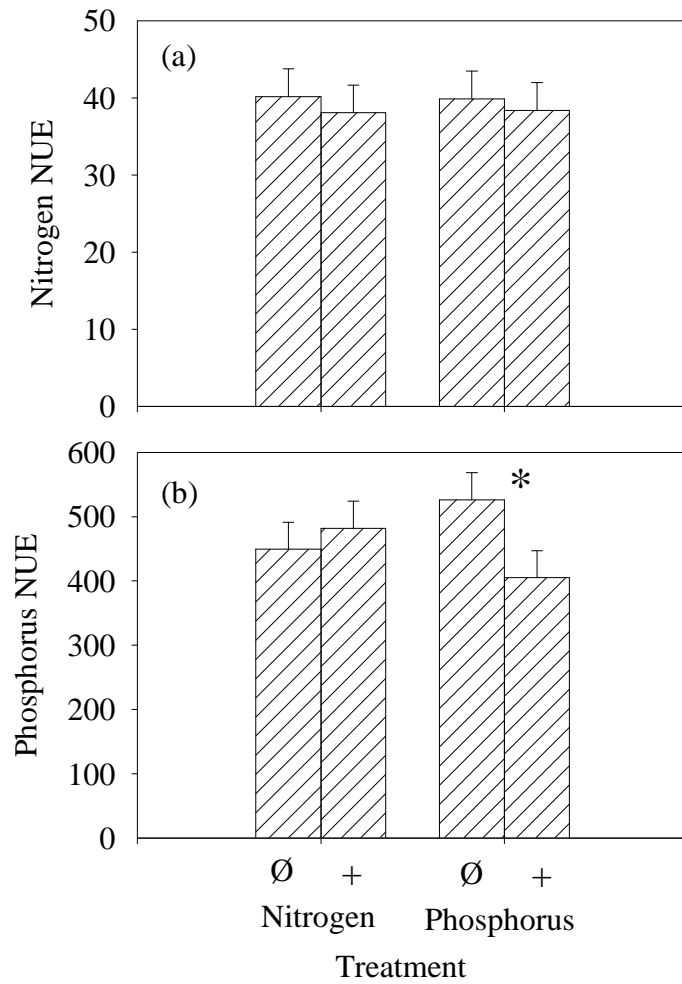 50
(a)
40
30
20
10
0
Nitrogen NUE
600
(b)
*
500
400
300
200
100
0
Phosphorus NUE
Ø + Ø +
Nitrogen Phosphorus
Treatment